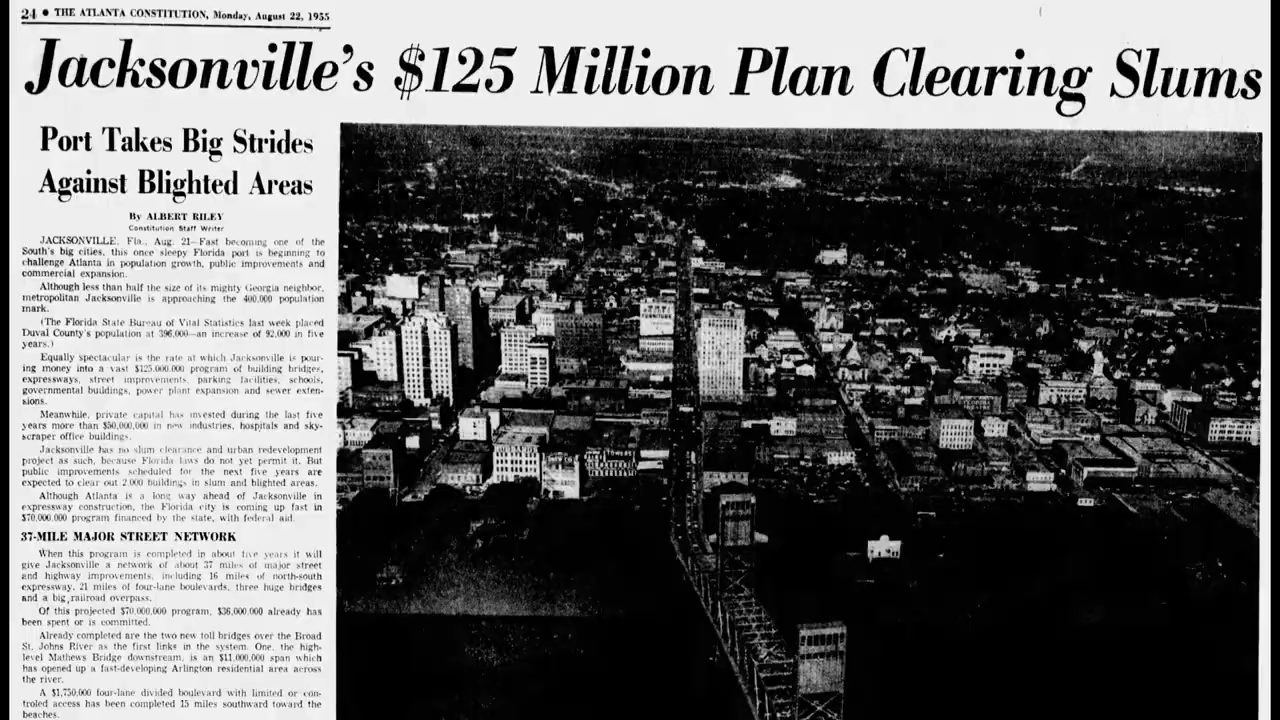 24 ● THE ATLANTA CONSTITUTION, Monday, August 22, 1955
Jacksonville's $125 Million Plan Clearing Slums
Port Takes Big Strides
Against Blighted Areas
By ALBERT RILEY
Constitution Staff Writer
JACKSONVILLE, Fla., Aug. 21—Fast becoming one of the
South's big cities, this once sleepy Florida port is beginning to
challenge Atlanta in population growth, public improvements and
commercial expansion.
Although less than half the size of its mighty Georgia neighbor,
metropolitan Jacksonville is approaching the 400,000 population
mark.
(The Florida State Bureau of Vital Statistics last week placed
Duval County's population at 396,000—an increase of 92,000 in five
years.)
Equally spectacular is the rate at which Jacksonville is pour-
ing money into a vast $125,000,000 program of building bridges,
expressways, street improvements, parking facilities, schools,
governmental buildings, power plant expansion and sewer exten-
sions.
Meanwhile, private capital has invested during the last five
years more than $50,000,000 in new industries, hospitals and sky-
scraper office buildings.
Jacksonville has no slum clearance and urban redevelopment
project as such, because Florida laws do not yet permit it. But
public improvements scheduled for the next five years are
expected to clear out 2,000 buildings in slum and blighted areas.
Although Atlanta is a long way ahead of Jacksonville in
expressway construction, the Florida city is coming up fast in
$70,000,000 program financed by the state, with federal aid.
37-MILE MAJOR STREET NETWORK
When this program is completed in about five years it will
give Jacksonville a network of about 37 miles of major street
and highway improvements, including 16 miles of north-south
expressway, 21 miles of four-lane boulevards, three huge bridges
and a big railroad overpass.
Of this projected $70,000,000 program, $36,000,000 already has
been spent or is committed.
Already completed are the two new toll bridges over the Broad
St. Johns River as the first links in the system. One, the high-
level Mathews Bridge downstream, is an $11,000,000 span which
has opened up a fast-developing Arlington residential area across
the river.
A $1,750,000 four-lane divided boulevard with limited or con-
troled access has been completed 15 miles southward toward the
beaches.